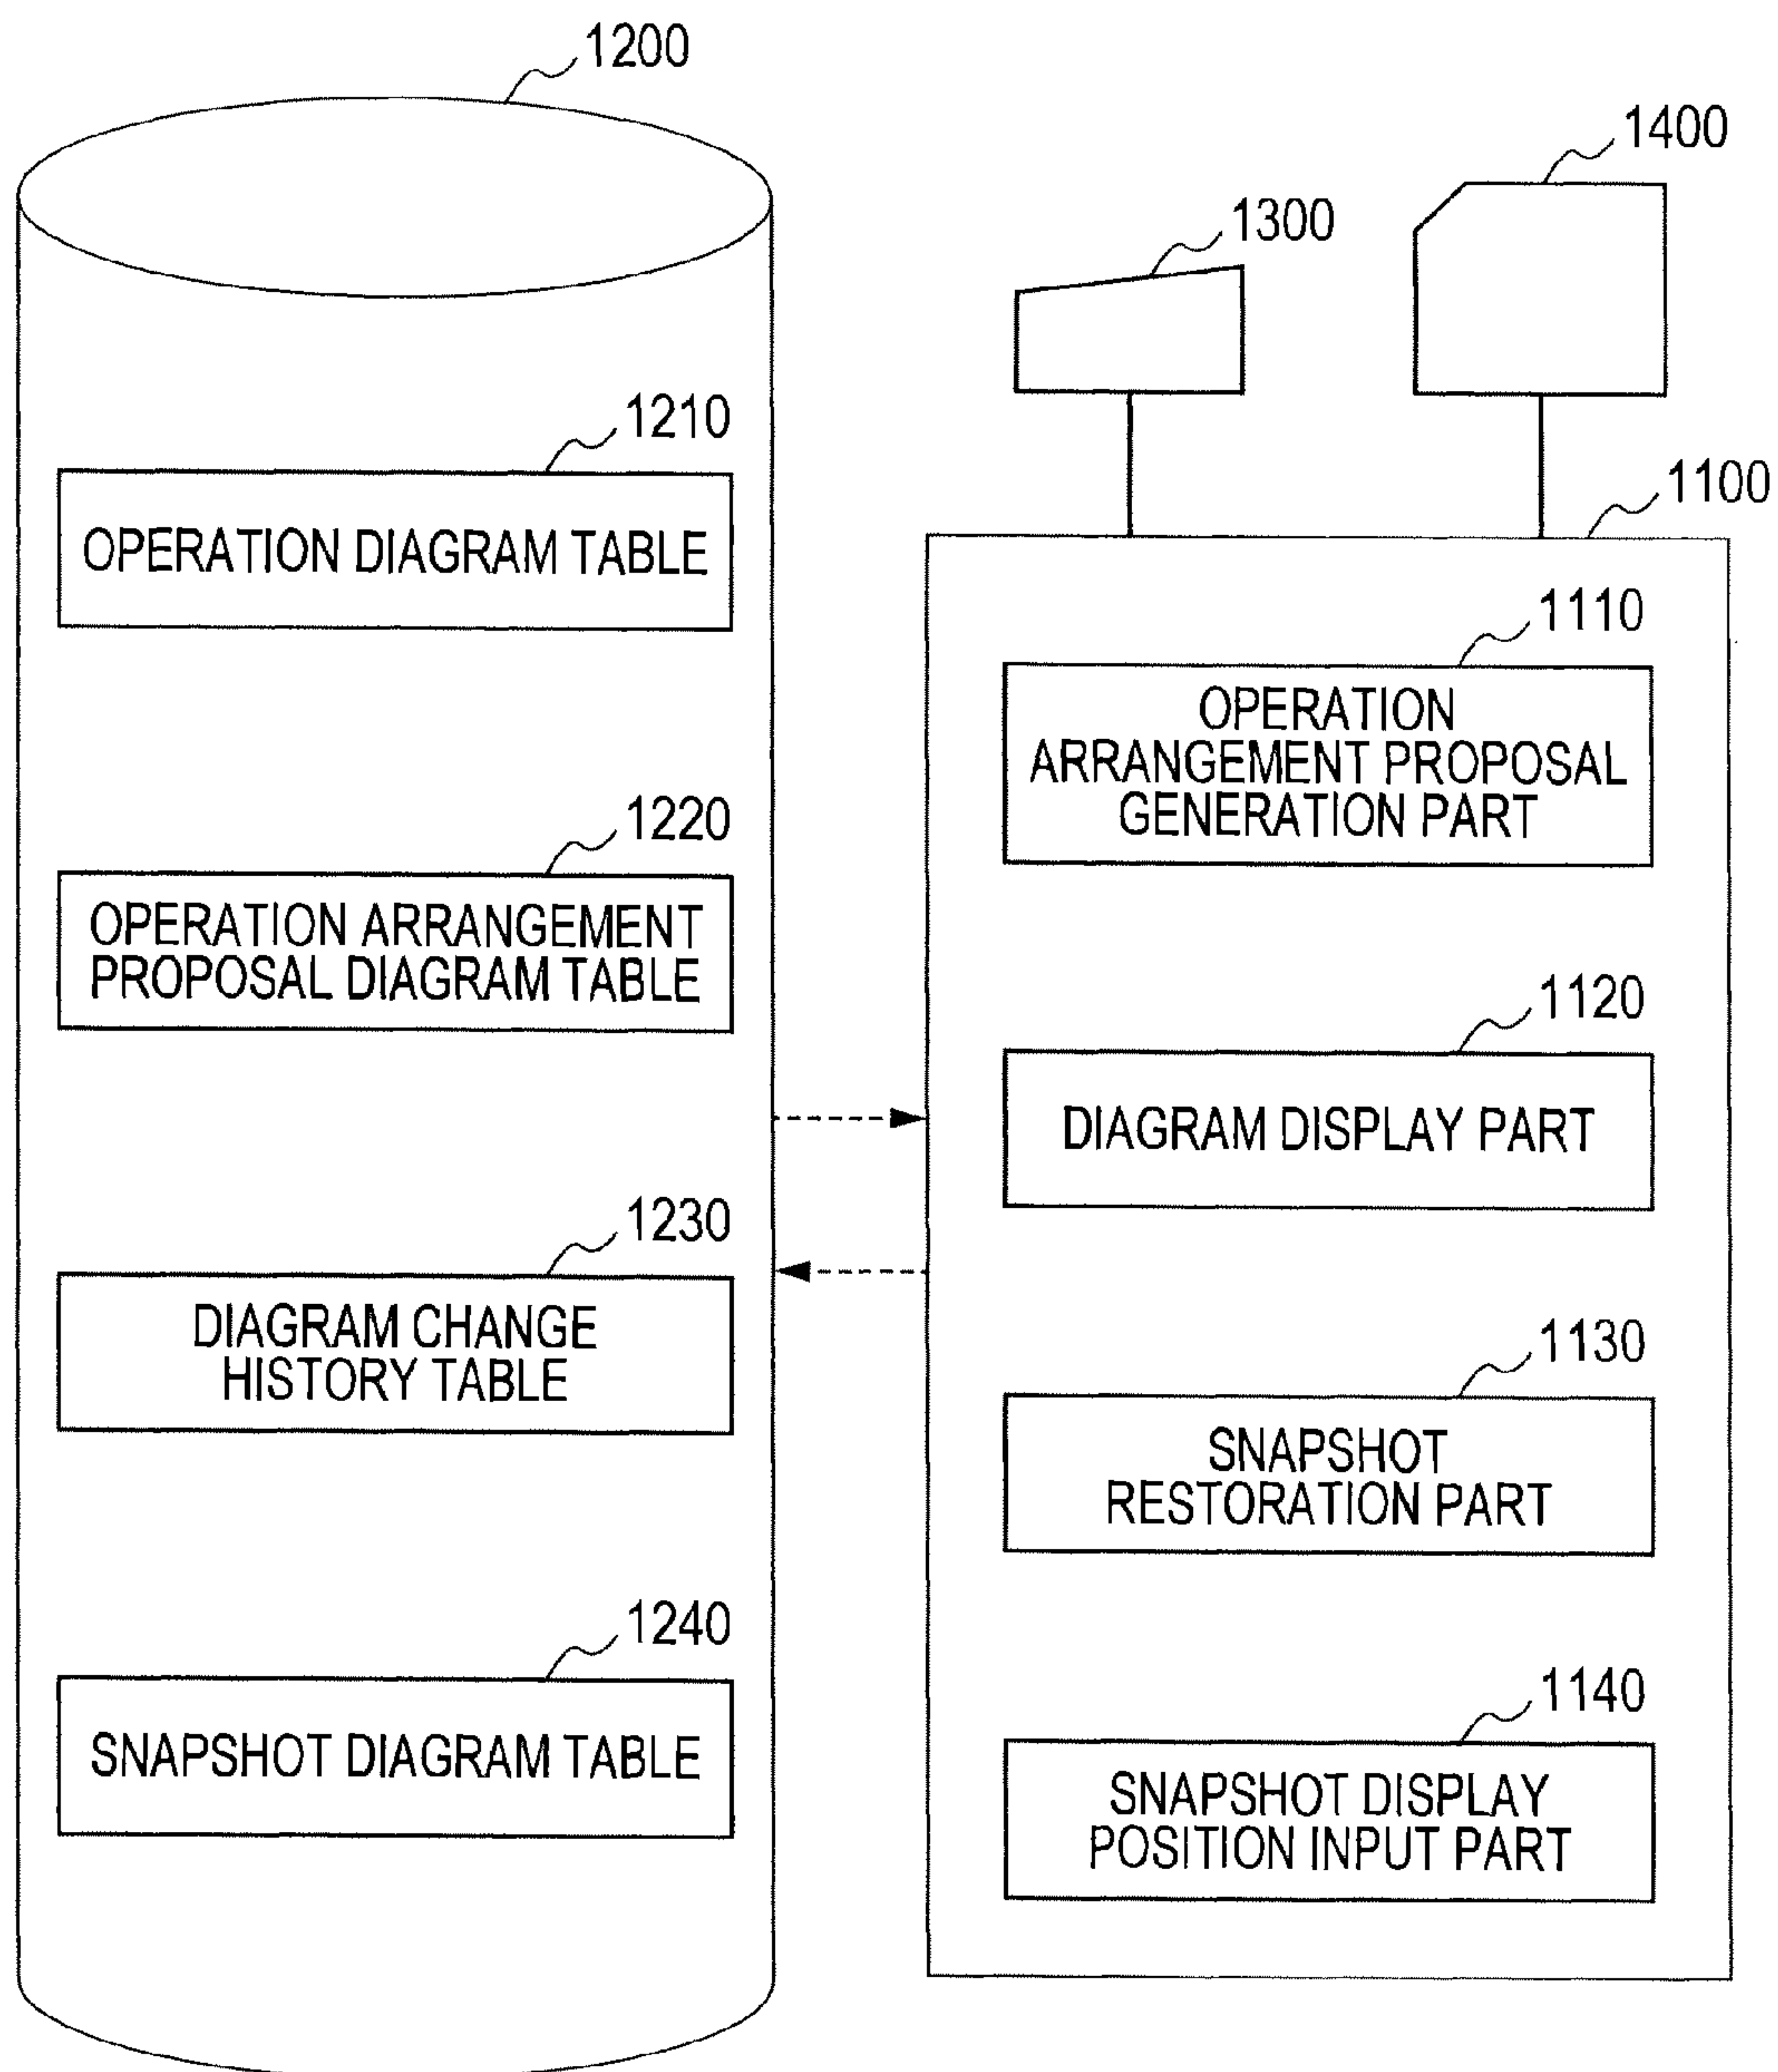 1200
1400
1300
1210
OPERATION DIAGRAM TABLE
1100
1110
OPERATION
ARRANGEMENT PROPOSAL
GENERATION PART
1220
OPERATION ARRANGEMENT
PROPOSAL DIAGRAM TABLE
1120
DIAGRAM DISPLAY PART
1230
DIAGRAM CHANGE
HISTORY TABLE
1130
SNAPSHOT
RESTORATION PART
1240
SNAPSHOT DIAGRAM TABLE
1140
SNAPSHOT DISPLAY
POSITION INPUT PART